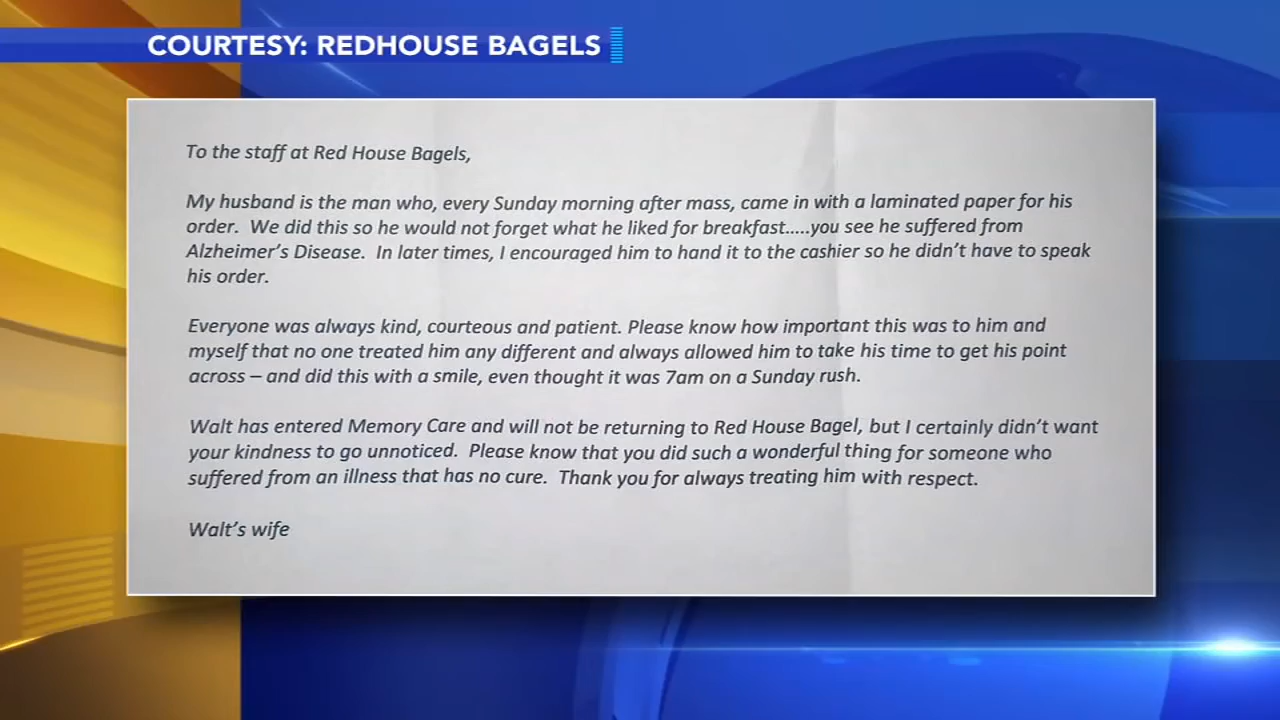 COURTESY: REDHOUSE BAGELS
To the staff at Red House Bagels,
My husband is the man who, every Sunday morning after mass, came in with a laminated paper for his
order.  We did this so he would not forget what he liked for breakfast.....you see he suffered from
Alzheimer's Disease.  In later times, I encouraged him to hand it to the cashier so he didn't have to speak
his order.
Everyone was always kind, courteous and patient. Please know how important this was to him and
myself that no one treated him any different and always allowed him to take his time to get his point
across – and did this with a smile, even thought it was 7am on a Sunday rush.
Walt has entered Memory Care and will not be returning to Red House Bagel, but I certainly didn't want
your kindness to go unnoticed.  Please know that you did such a wonderful thing for someone who
suffered from an illness that has no cure.  Thank you for always treating him with respect.
Walt's wife